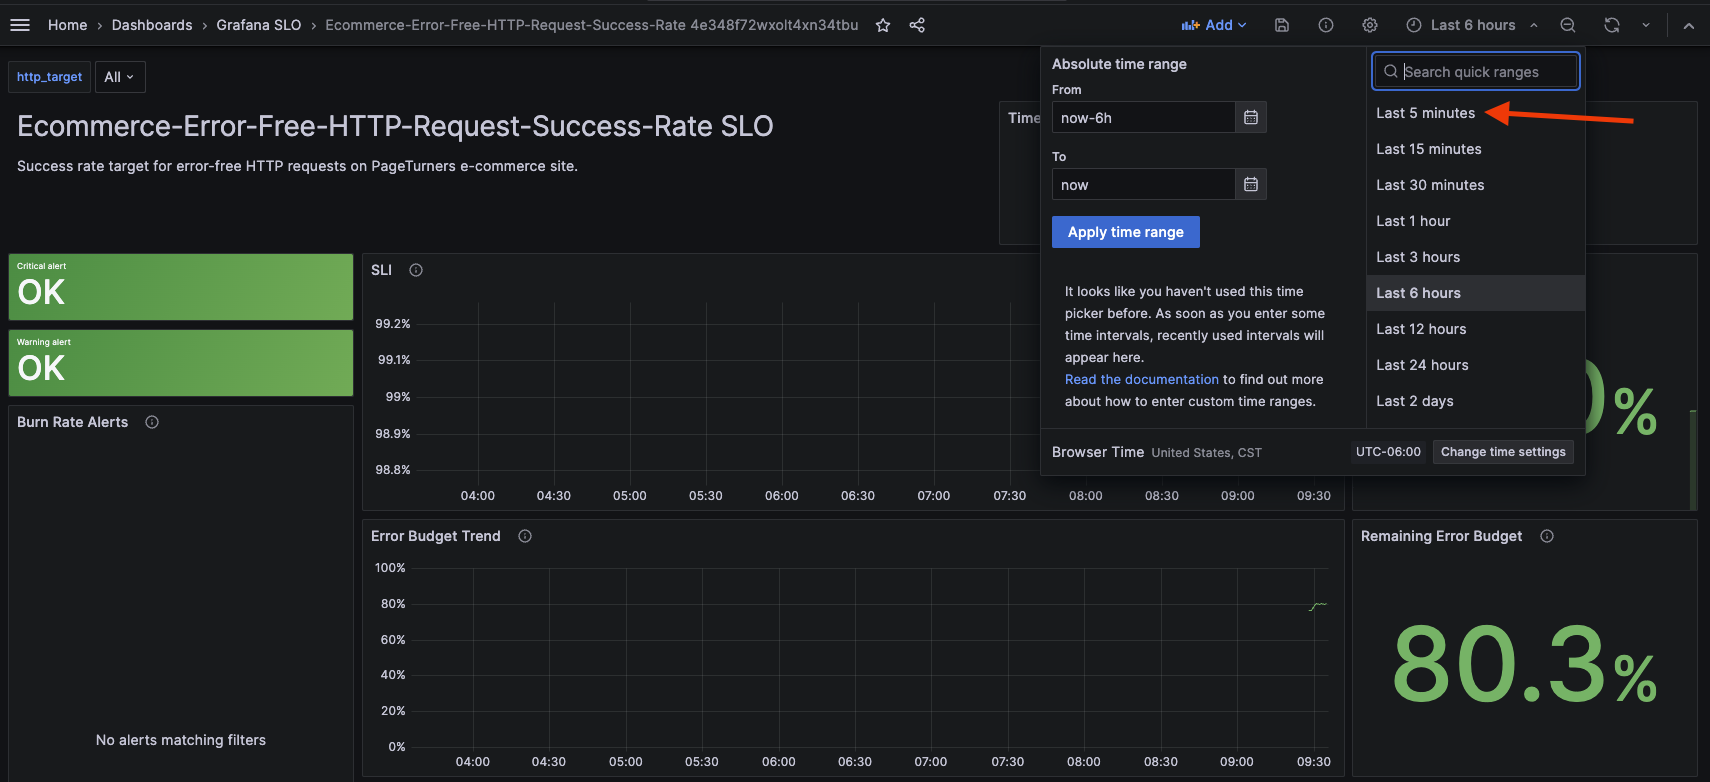 Home › Dashboards › Grafana SLO › Ecommerce-Error-Free-HTTP-Request-Success-Rate 4e348f72wxolt4xn34tbu
Add
Last 6 hours
http_target
All
Ecommerce-Error-Free-HTTP-Request-Success-Rate SLO
Success rate target for error-free HTTP requests on PageTurners e-commerce site.
Time
Absolute time range
From
now-6h
To
now
Apply time range
It looks like you haven't used this time
picker before. As soon as you enter some
time intervals, recently used intervals will
appear here.
Read the documentation to find out more
about how to enter custom time ranges.
Search quick ranges
Last 5 minutes
Last 15 minutes
Last 30 minutes
Last 1 hour
Last 3 hours
Last 6 hours
Last 12 hours
Last 24 hours
Last 2 days
Browser Time United States, CST
UTC-06:00
Change time settings
Critical alert
OK
Warning alert
OK
Burn Rate Alerts
No alerts matching filters
SLI
99.2%
99.1%
99%
98.9%
98.8%
04:00 04:30 05:00 05:30 06:00 06:30 07:00 07:30 08:00 08:30 09:00 09:30
%
Error Budget Trend
100%
80%
60%
40%
20%
0%
04:00 04:30 05:00 05:30 06:00 06:30 07:00 07:30 08:00 08:30 09:00 09:30
Remaining Error Budget
80.3%